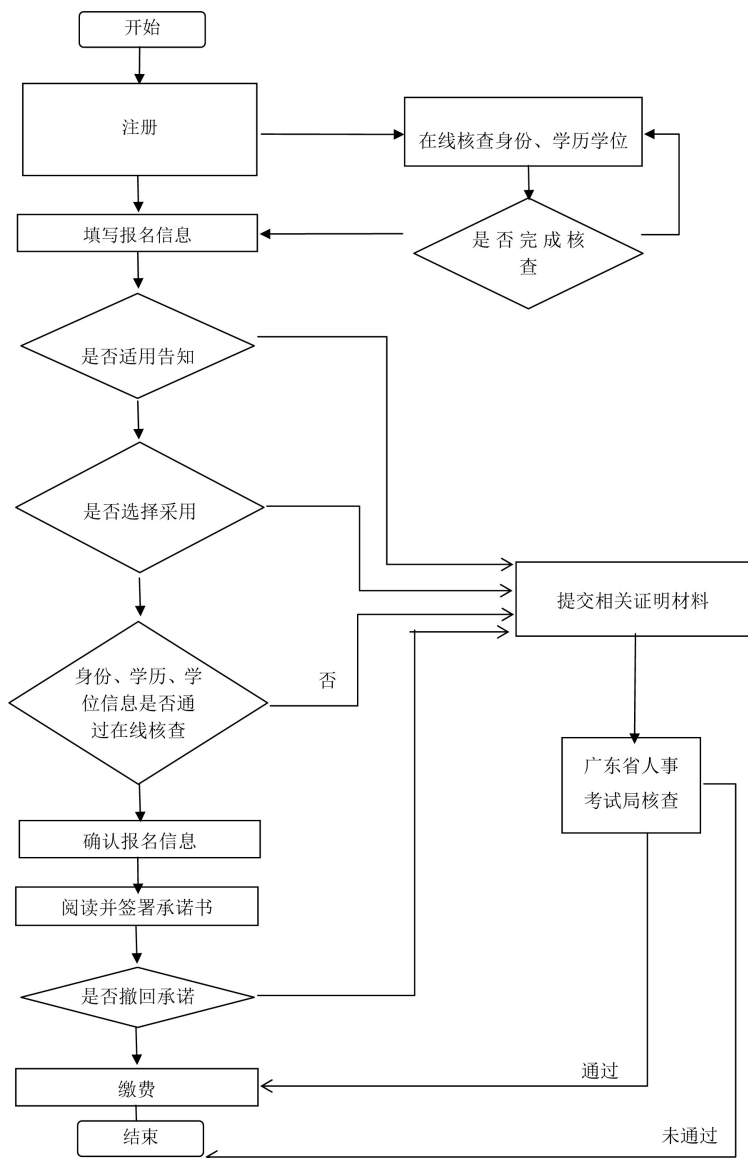 开始
注册
在线核查身份、学历学位
填写报名信息
是否完成核
查
是否适用告知
是否选择采用
提交相关证明材料
身份、学历、学
位信息是否通
过在线核查
否
广东省人事
考试局核查
确认报名信息
阅读并签署承诺书
是否撤回承诺
通过
缴费
结束
未通过